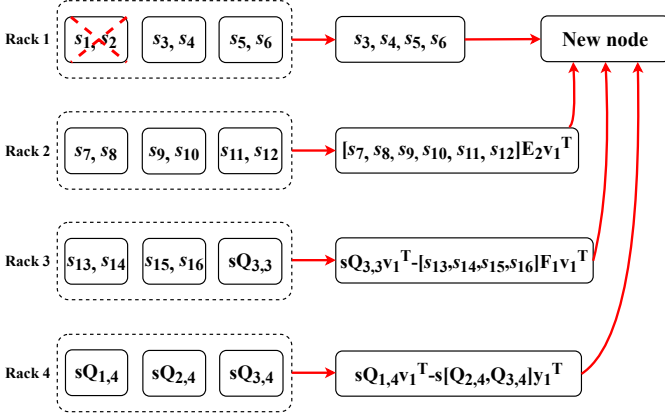 Rack 1
s₁, s₂
s₃, s₄
s₅, s₆
s₃, s₄, s₅, s₆
New node
Rack 2
s₇, s₈
s₉, s₁₀
s₁₁, s₁₂
[s₇, s₈, s₉, s₁₀, s₁₁, s₁₂]E₂v₁ᵀ
Rack 3
s₁₃, s₁₄
s₁₅, s₁₆
sQ₃,₃
sQ₃,₃v₁ᵀ-[s₁₃,s₁₄,s₁₅,s₁₆]F₁v₁ᵀ
Rack 4
sQ₁,₄
sQ₂,₄
sQ₃,₄
sQ₁,₄v₁ᵀ-s[Q₂,₄,Q₃,₄]y₁ᵀ